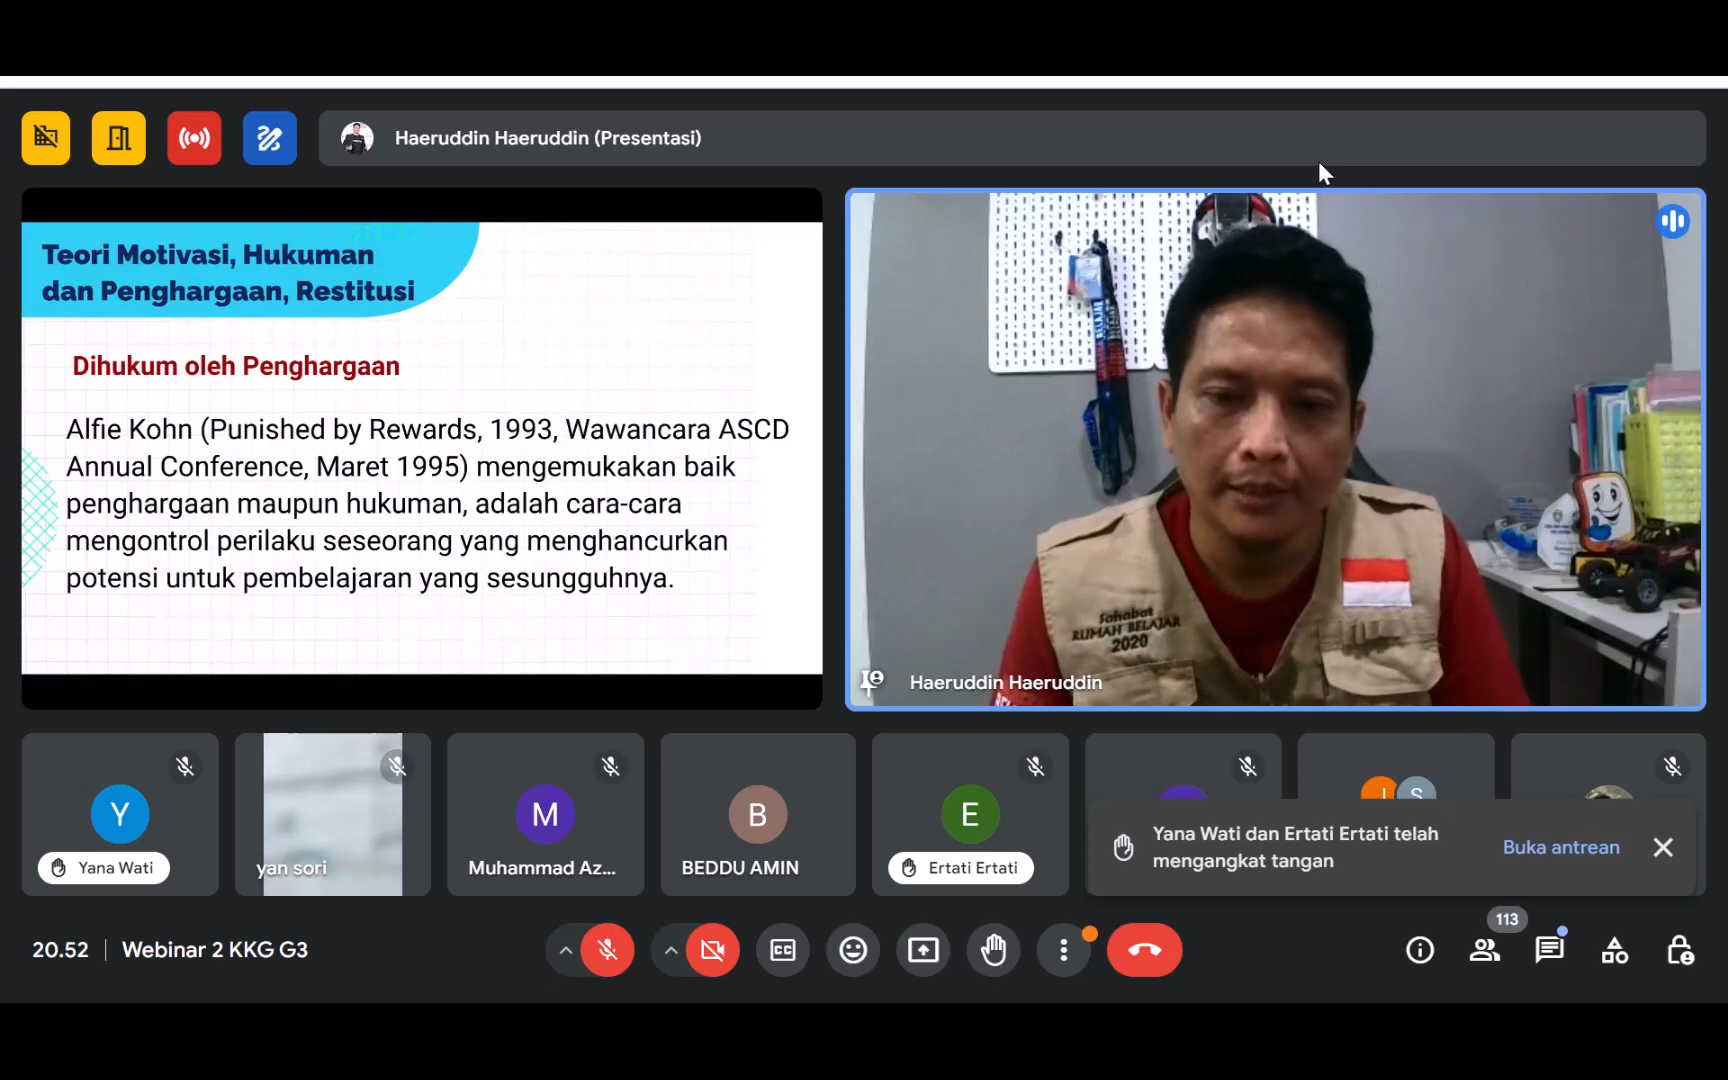 Haeruddin Haeruddin (Presentasi)
Teori Motivasi, Hukuman
dan Penghargaan, Restitusi
Dihukum oleh Penghargaan
Alfie Kohn (Punished by Rewards, 1993, Wawancara ASCD
Annual Conference, Maret 1995) mengemukakan baik
penghargaan maupun hukuman, adalah cara-cara
mengontrol perilaku seseorang yang menghancurkan
potensi untuk pembelajaran yang sesungguhnya.
Sahabat
RUMAH BELAJAR
2020
Haeruddin Haeruddin
Y
Yana Wati
yan sori
M
Muhammad Az...
B
BEDDU AMIN
E
Ertati Ertati
S
Yana Wati dan Ertati Ertati telah
mengangkat tangan
Buka antrean
20.52
Webinar 2 KKG G3
CC
113